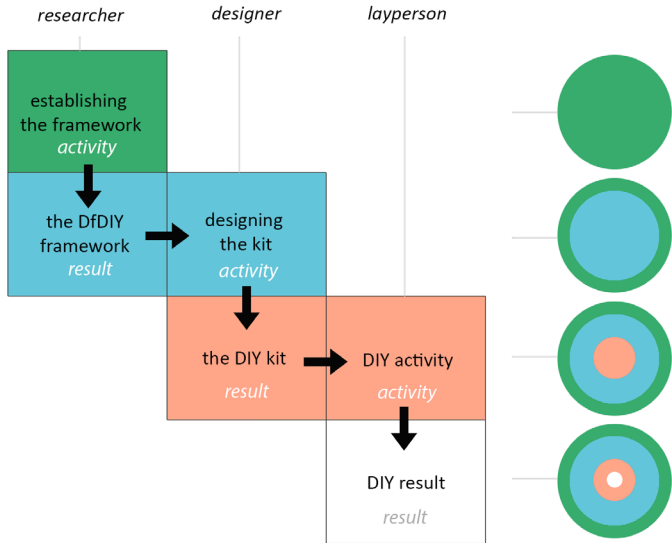 researcher
designer
layperson
establishing
the framework
activity
the DfDIY
framework
result
designing
the kit
activity
the DIY kit
result
DIY activity
activity
DIY result
result